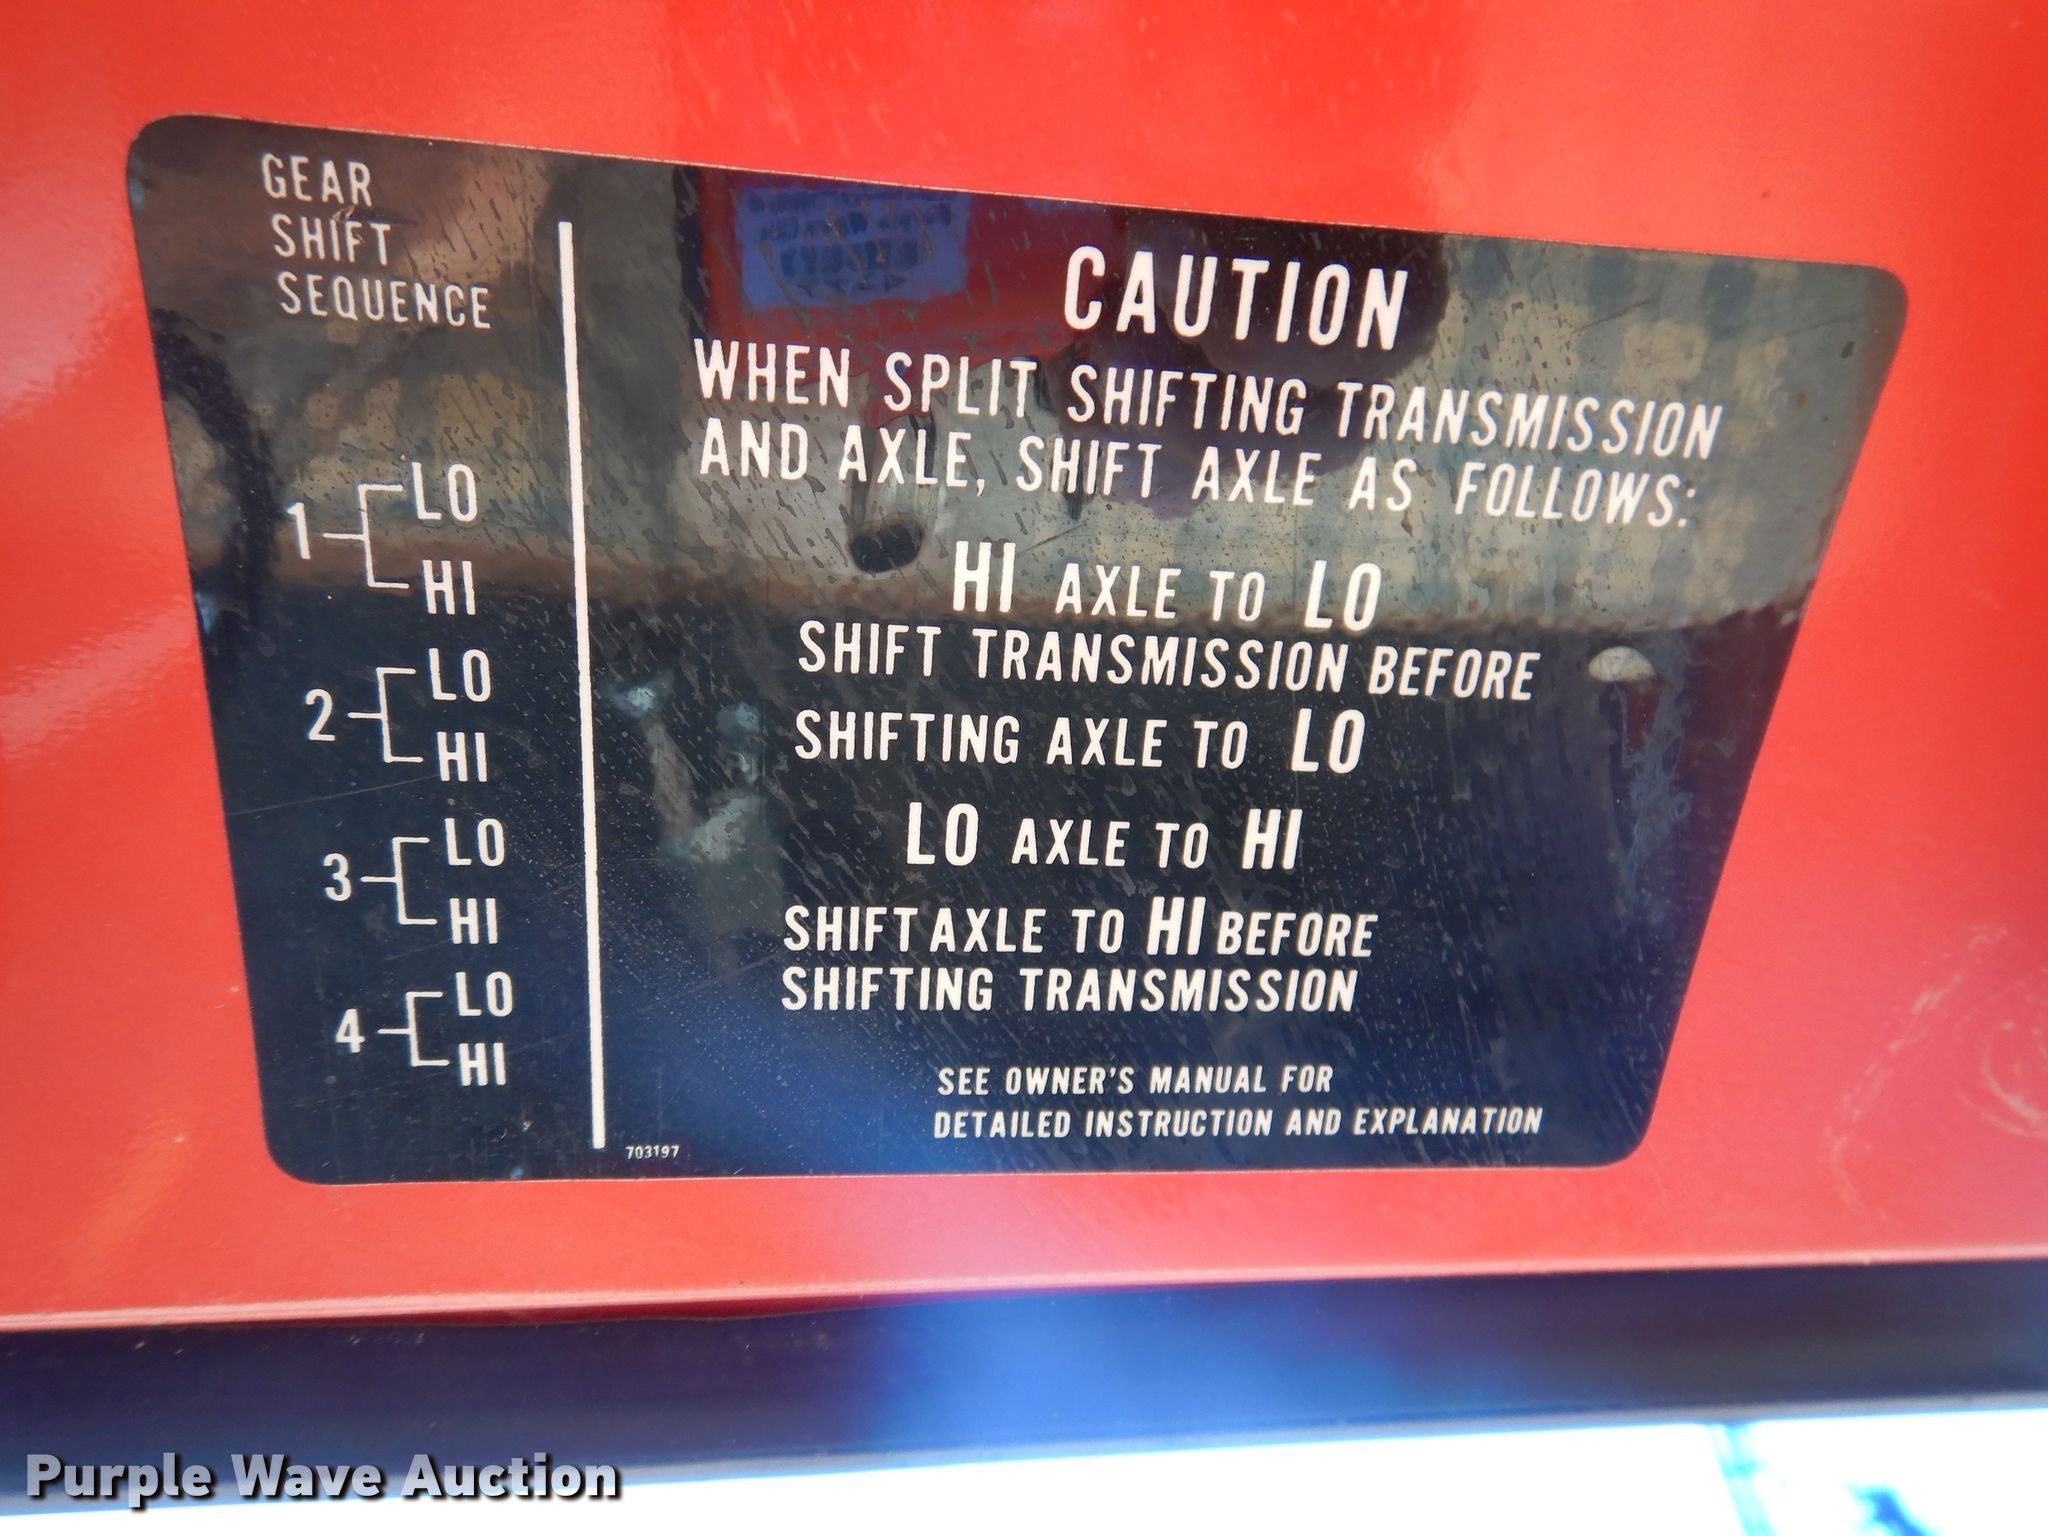 GEAR
SHIFT
SEQUENCE
1 LO
HI
2 LO
HI
3 LO
HI
4 LO
HI
CAUTION
WHEN SPLIT SHIFTING TRANSMISSION
AND AXLE, SHIFT AXLE AS FOLLOWS:
HI AXLE TO LO
SHIFT TRANSMISSION BEFORE
SHIFTING AXLE TO LO
LO AXLE TO HI
SHIFT AXLE TO HI BEFORE
SHIFTING TRANSMISSION
SEE OWNER'S MANUAL FOR
DETAILED INSTRUCTION AND EXPLANATION
703197
Purple Wave Auction